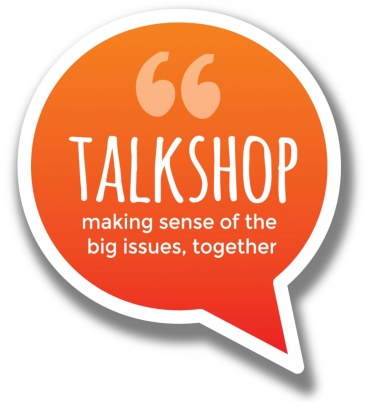 TALKSHOP
making sense of the
big issues, together